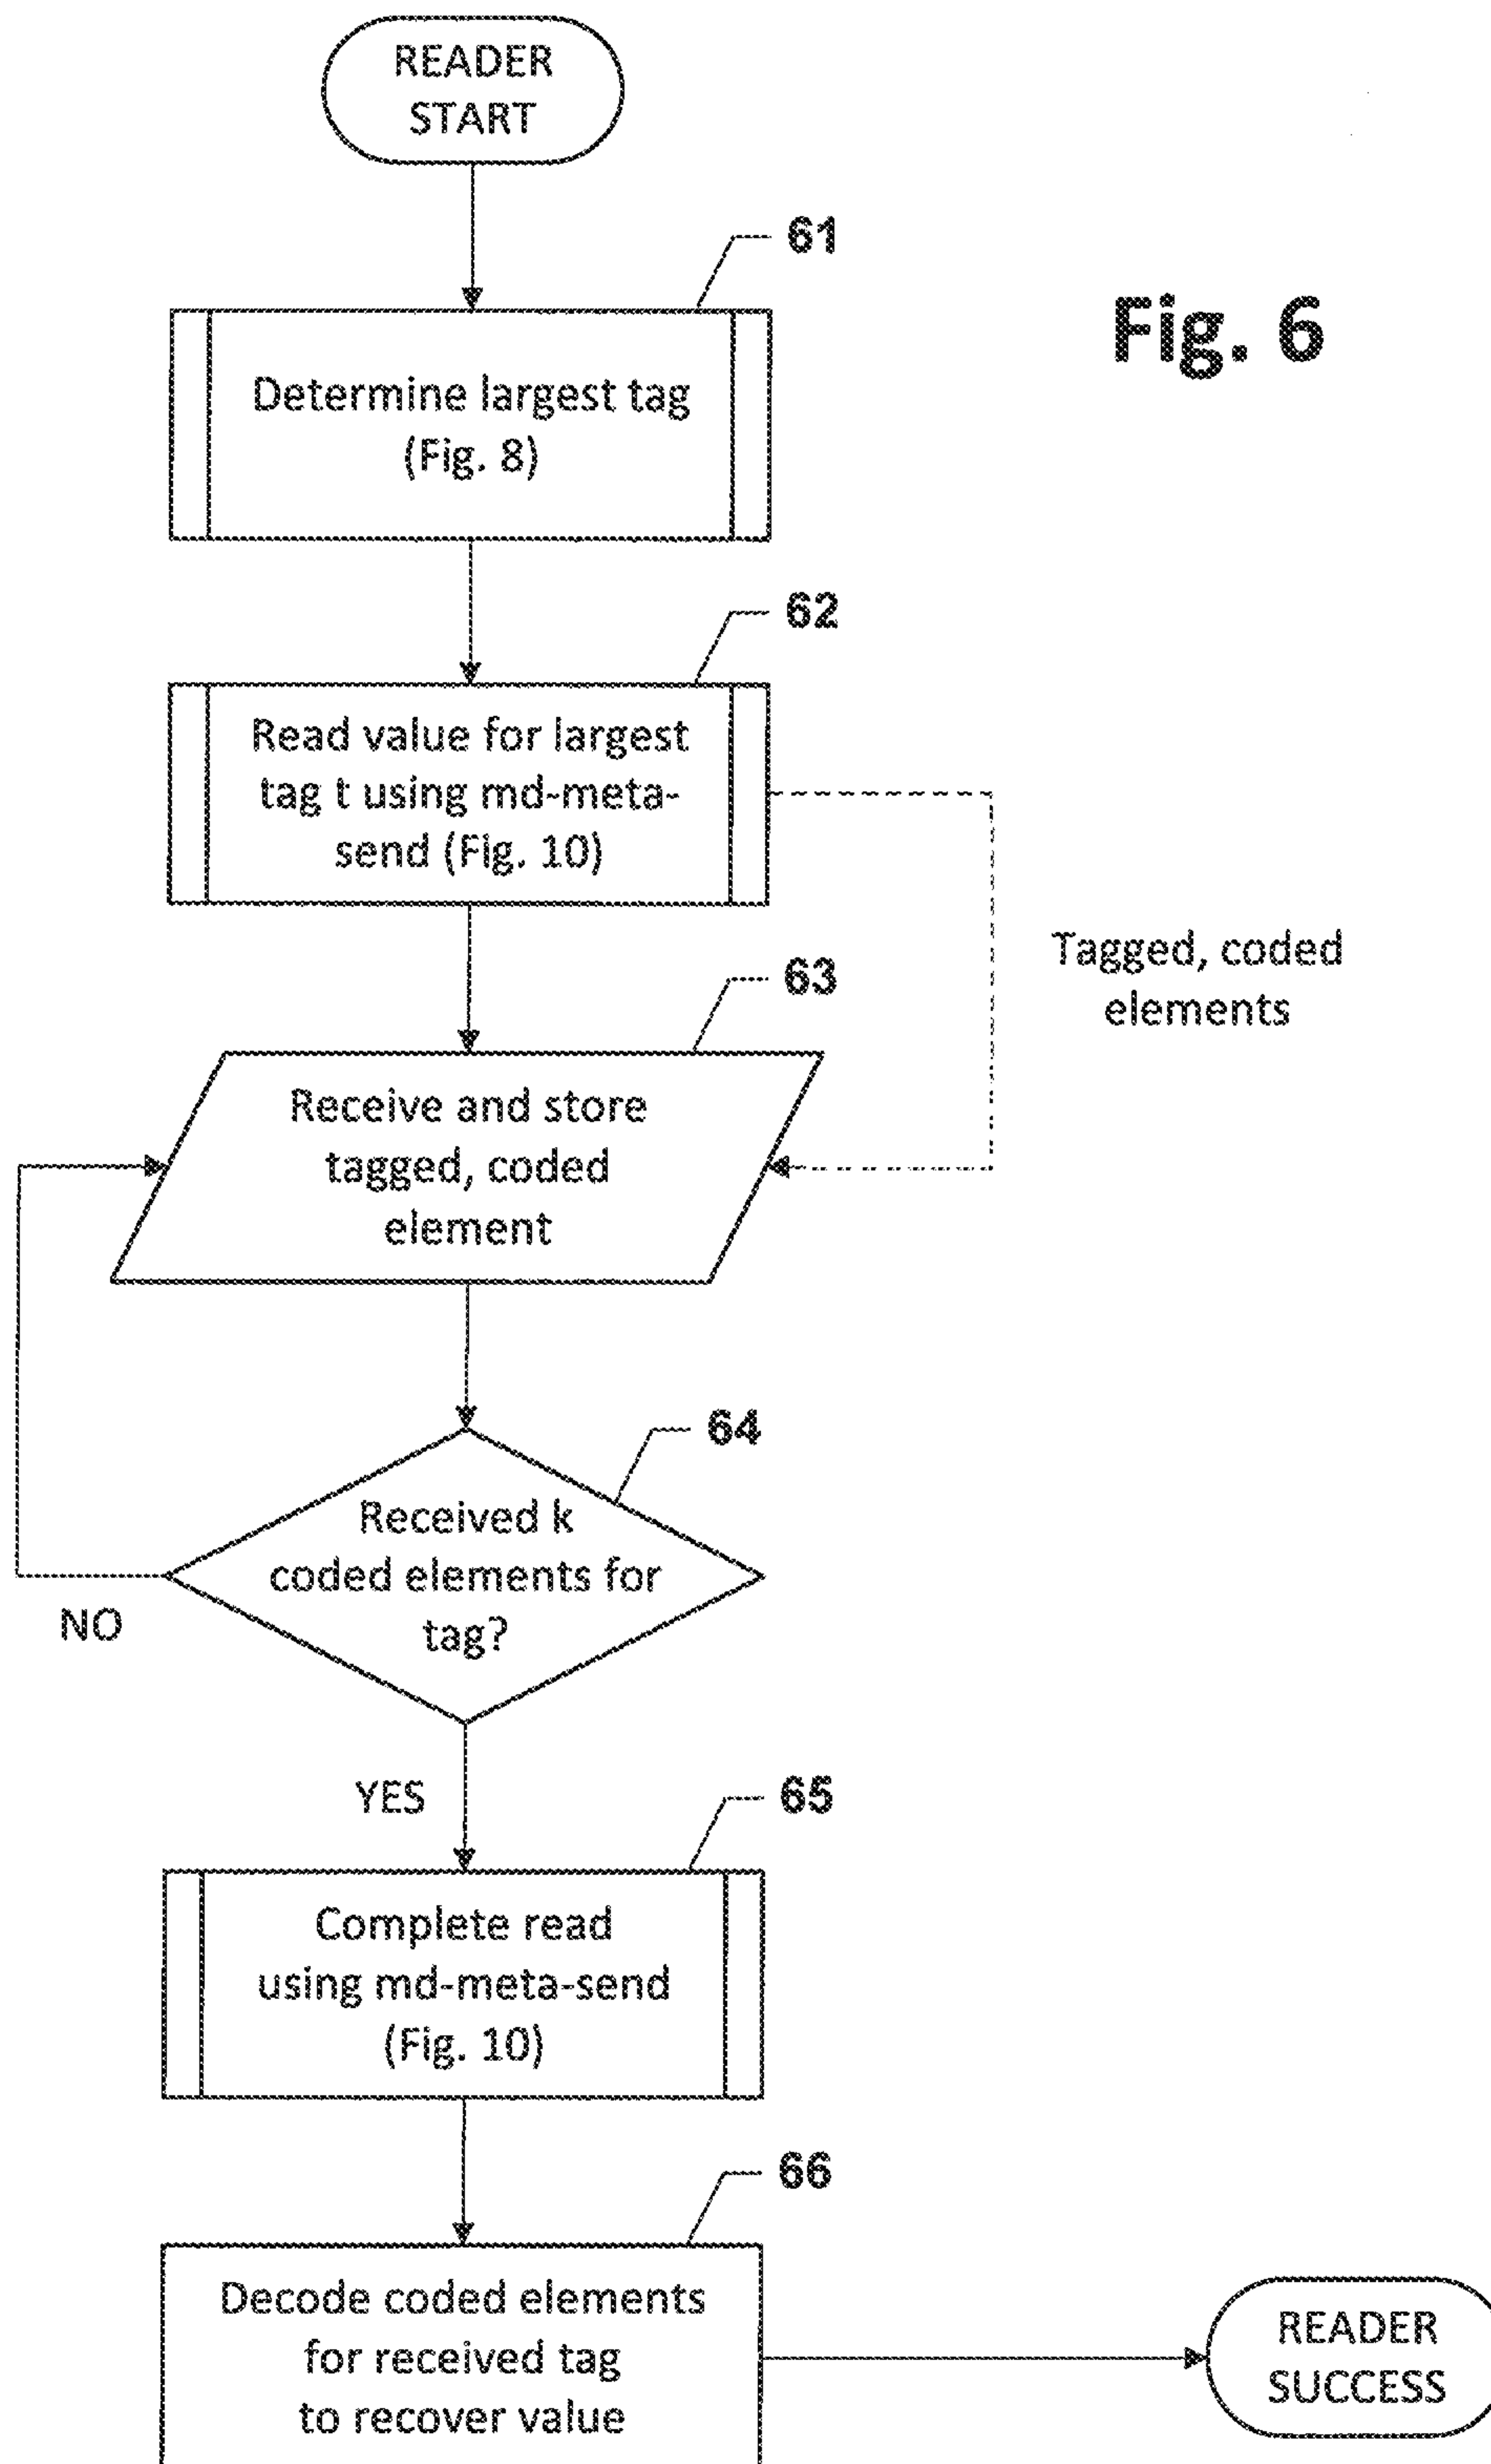 READER
START
61
Fig. 6
Determine largest tag
(Fig. 8)
62
Read value for largest
tag t using md-meta-
send (Fig. 10)
Tagged, coded
elements
63
Receive and store
tagged, coded
element
64
Received k
coded elements for
tag?
NO
YES
65
Complete read
using md-meta-send
(Fig. 10)
66
Decode coded elements
for received tag
to recover value
READER
SUCCESS